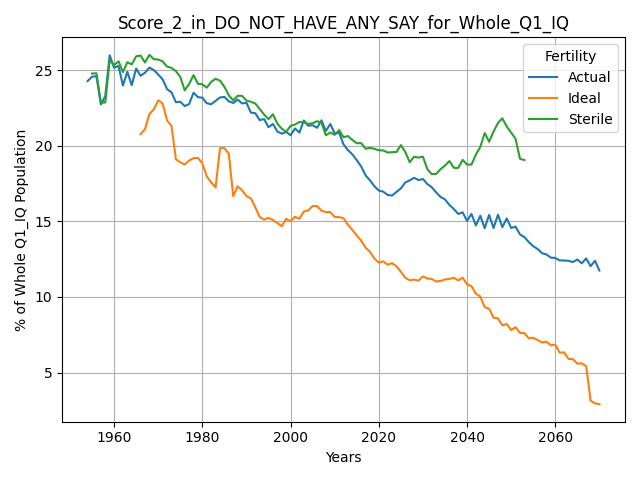 Score_2_in_DO_NOT_HAVE_ANY_SAY_for_Whole_Q1_IQ
% of Whole Q1_IQ Population
25
20
15
10
5
Fertility
Actual
Ideal
Sterile
1960
1980
2000
2020
2040
2060
Years